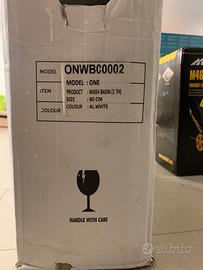 MODEL ONWBC0002
MODEL : ONE
ITEM PRODUCT : WASH BASIN (1 TH)
SIZE : 60 CM
COLOUR COLOUR : AL.WHITE
HANDLE WITH CARE
subito